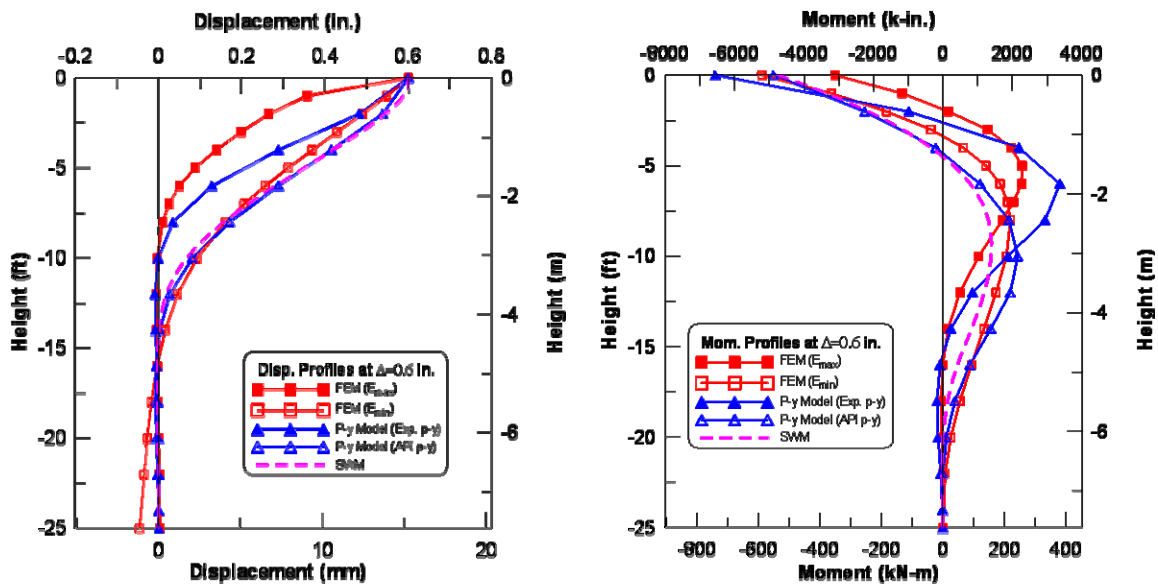 Displacement (in.)
-0.2 0 0.2 0.4 0.6 0.8
0 0
-5
-2
-10
-4
-15
-20 -6
-25
Height (ft)
Height (m)
Disp. Profiles at Δ=0.6 in.
FEM (Emax)
FEM (Emin)
P-y Model (Exp. p-y)
P-y Model (API p-y)
SWM
0 10 20
Displacement (mm)
Moment (k-in.)
-8000 -6000 -4000 -2000 0 2000 4000
0 0
-5
-2
-10
-4
-15
-20 -6
-25
Height (ft)
Height (m)
Mom. Profiles at Δ=0.6 in.
FEM (Emax)
FEM (Emin)
P-y Model (Exp. p-y)
P-y Model (API p-y)
SWM
-800 -600 -400 -200 0 200 400
Moment (kN-m)